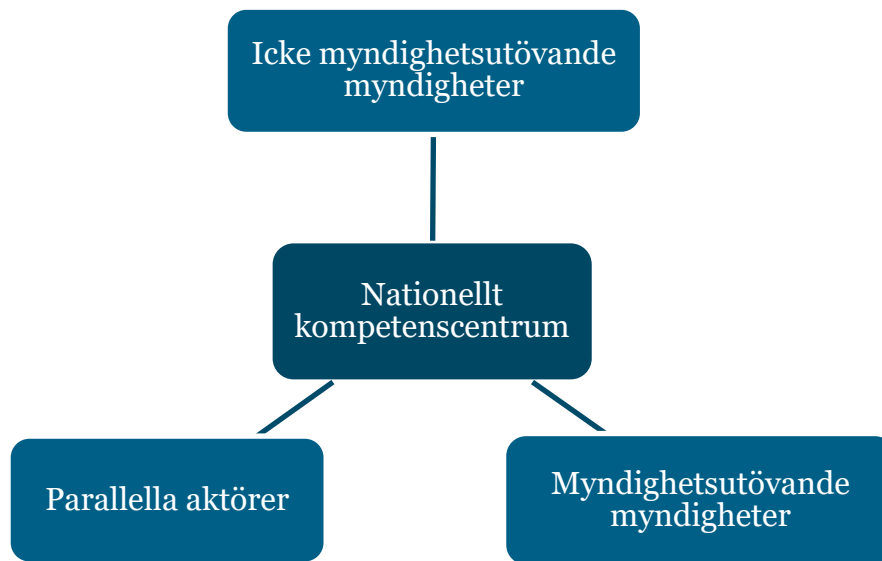 Icke myndighetsutövande
myndigheter
Nationellt
kompetenscentrum
Parallella aktörer
Myndighetsutövande
myndigheter